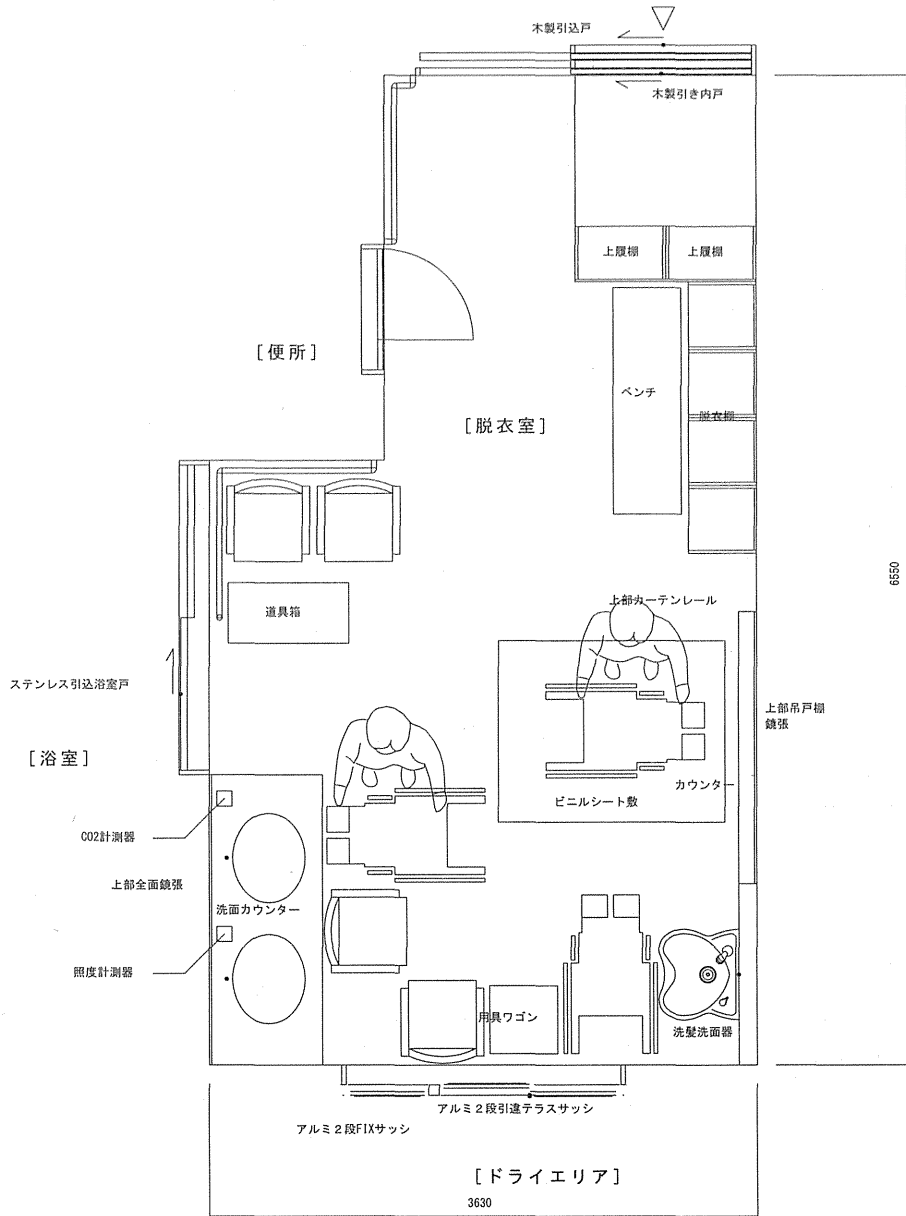 木製引込戸
木製引き内戸
上履棚
上履棚
[便所]
ベンチ
脱衣棚
[脱衣室]
6550
上部カーテンレール
道具箱
ステンレス引込浴室戸
上部吊戸棚
鏡張
[浴室]
カウンター
ビニルシート敷
CO2計測器
上部全面鏡張
洗面カウンター
照度計測器
用具ワゴン
洗髪洗面器
アルミ2段引違テラスサッシ
アルミ2段FIXサッシ
[ドライエリア]
3630